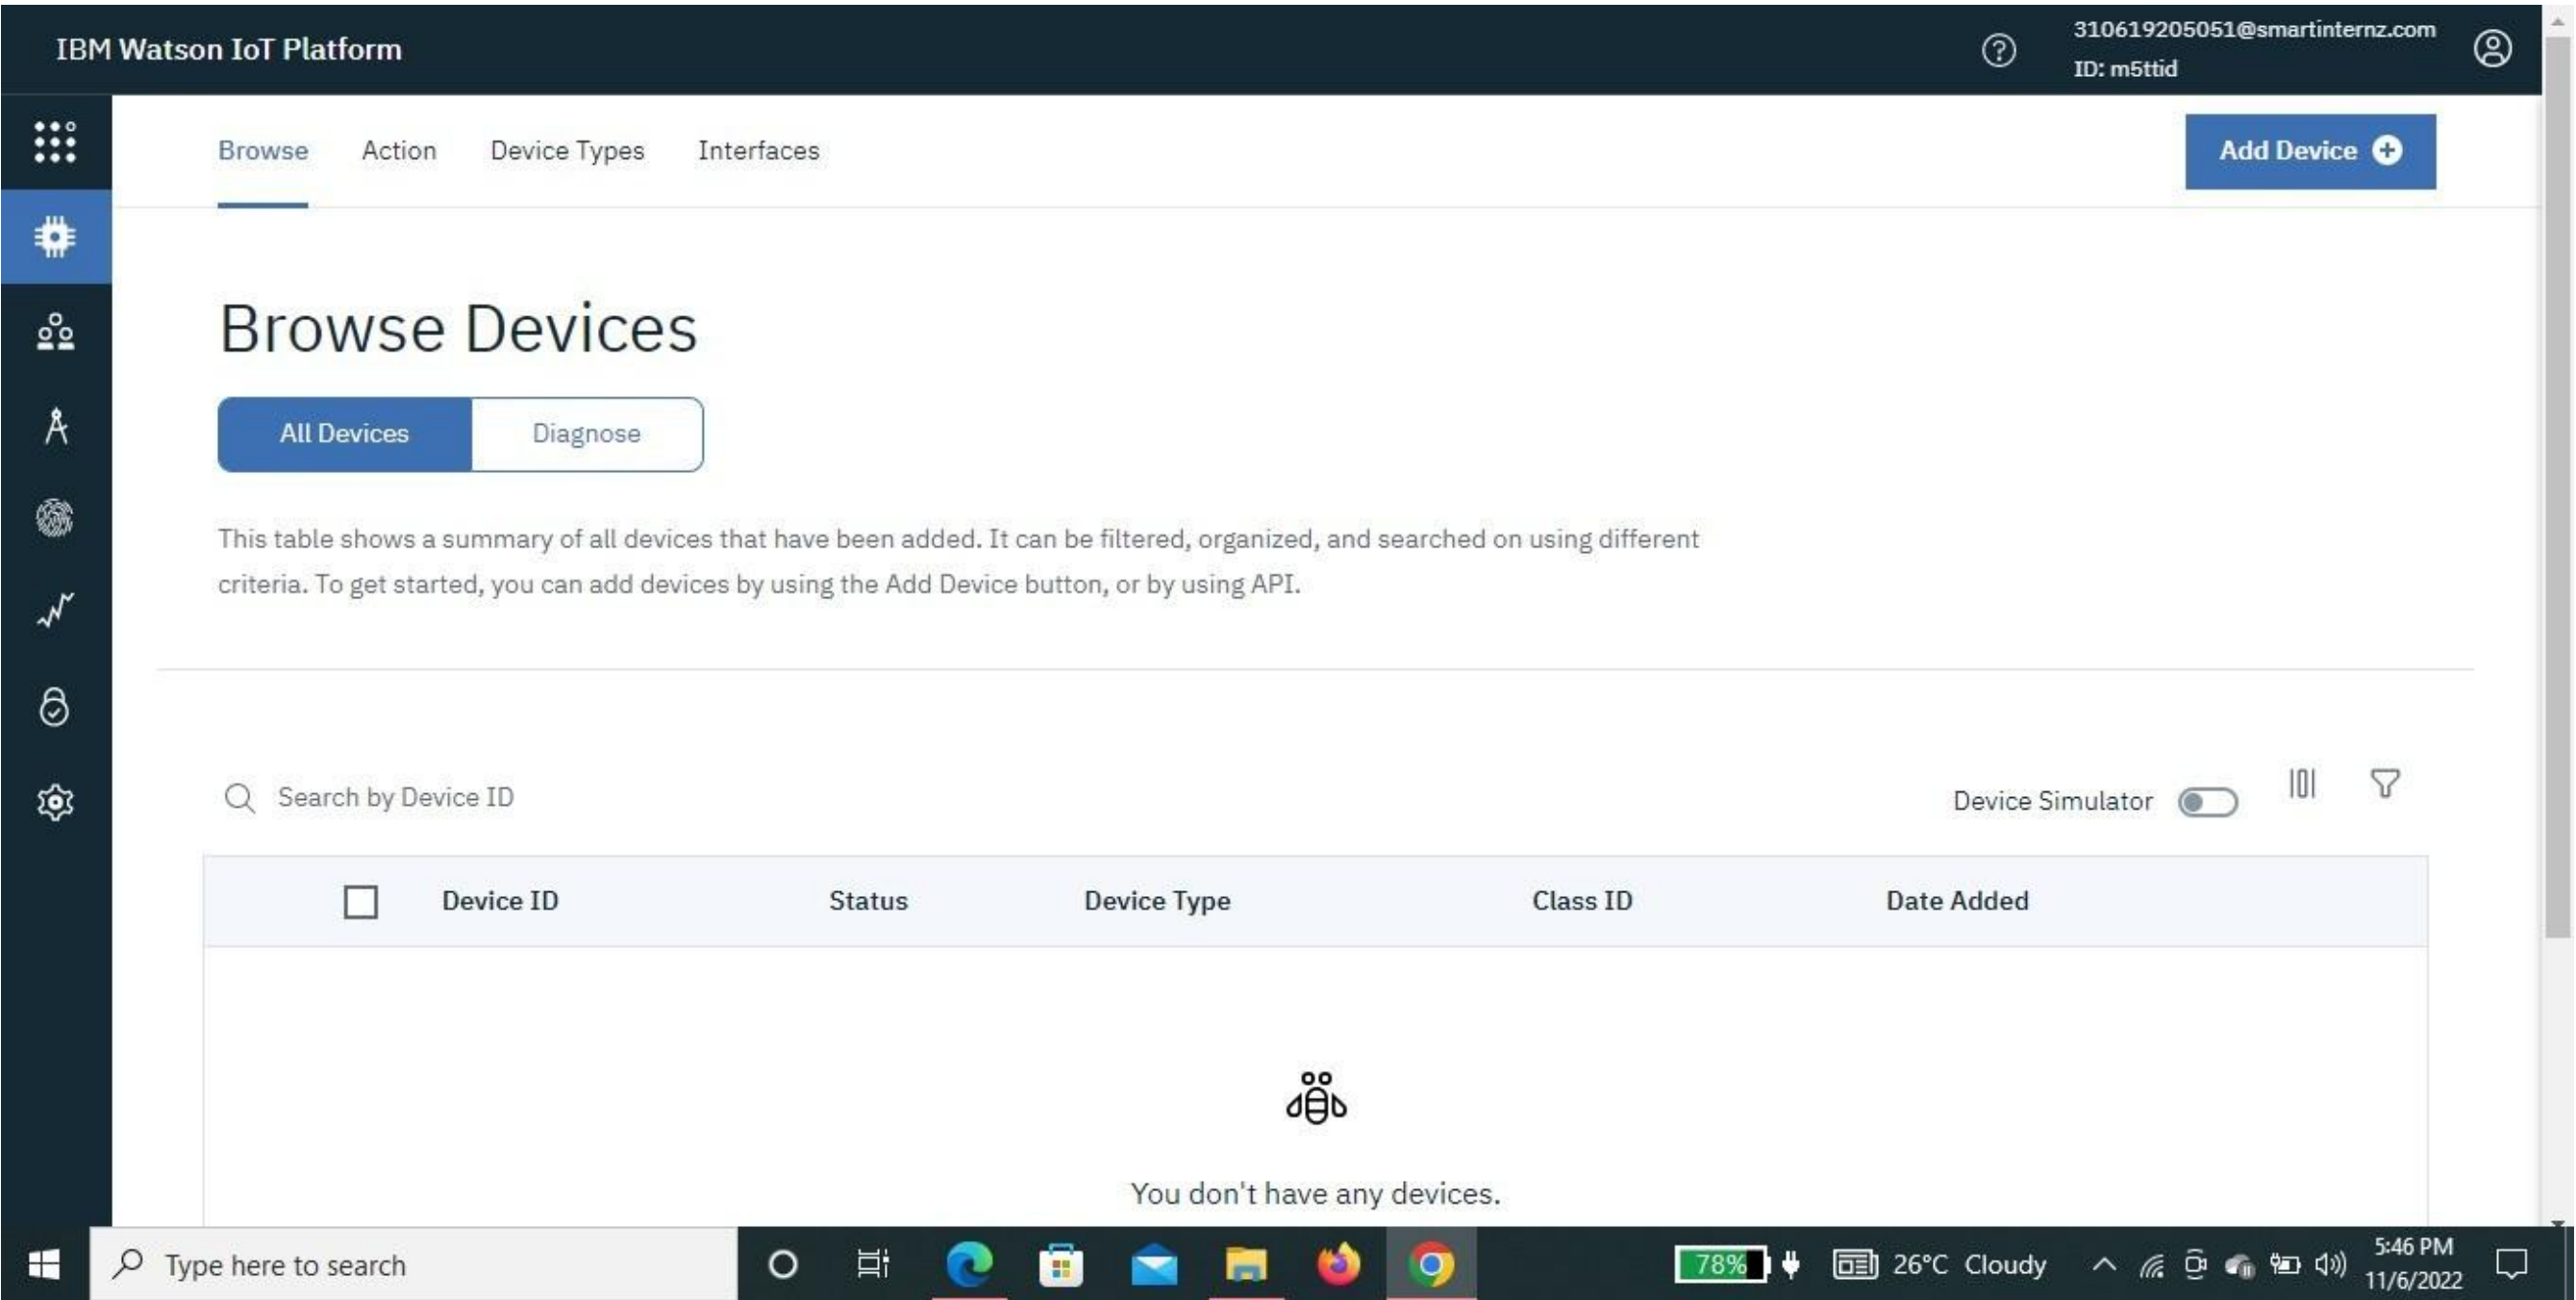 IBM Watson IoT Platform
310619205051@smartinternz.com
ID: m5ttid
Browse Action Device Types Interfaces
Add Device
Browse Devices
All Devices Diagnose
This table shows a summary of all devices that have been added. It can be filtered, organized, and searched on using different
criteria. To get started, you can add devices by using the Add Device button, or by using API.
Search by Device ID
Device Simulator
Device ID Status Device Type Class ID Date Added
You don't have any devices.
Type here to search
78%
26°C Cloudy
5:46 PM
11/6/2022